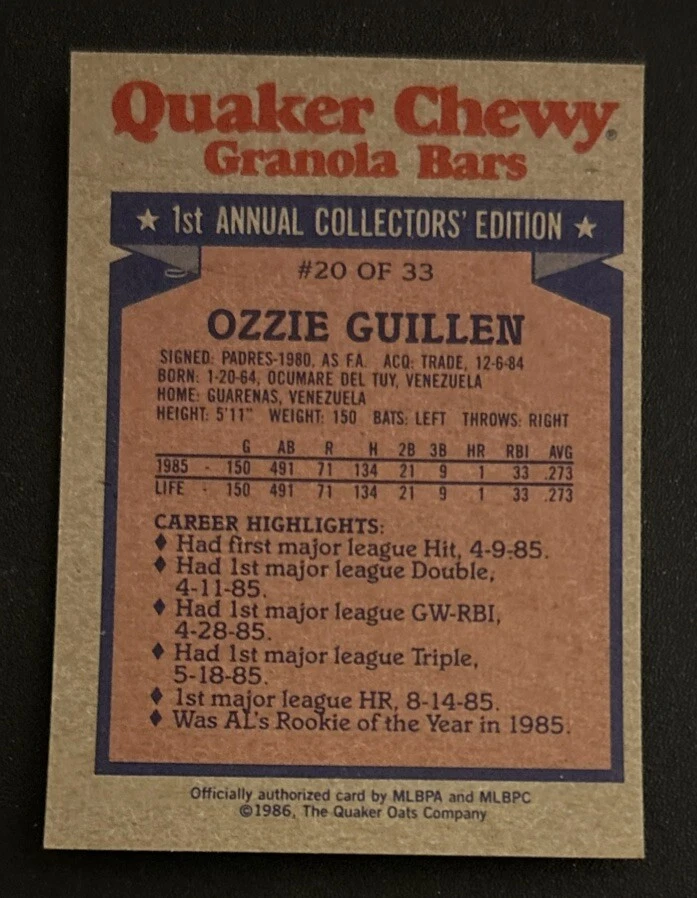 Quaker Chewy®
Granola Bars
★ 1st ANNUAL COLLECTORS' EDITION ★
#20 OF 33
OZZIE GUILLEN
SIGNED: PADRES-1980, AS F.A. ACQ: TRADE, 12-6-84
BORN: 1-20-64, OCUMARE DEL TUY, VENEZUELA
HOME: GUARENAS, VENEZUELA
HEIGHT: 5'11" WEIGHT: 150 BATS: LEFT THROWS: RIGHT
G AB R H 2B 3B HR RBI AVG
1985 - 150 491 71 134 21 9 1 33 .273
LIFE - 150 491 71 134 21 9 1 33 .273
CAREER HIGHLIGHTS:
♦ Had first major league Hit, 4-9-85.
♦ Had 1st major league Double,
4-11-85.
♦ Had 1st major league GW-RBI,
4-28-85.
♦ Had 1st major league Triple,
5-18-85.
♦ 1st major league HR, 8-14-85.
♦ Was AL's Rookie of the Year in 1985.
Officially authorized card by MLBPA and MLBPC
©1986, The Quaker Oats Company